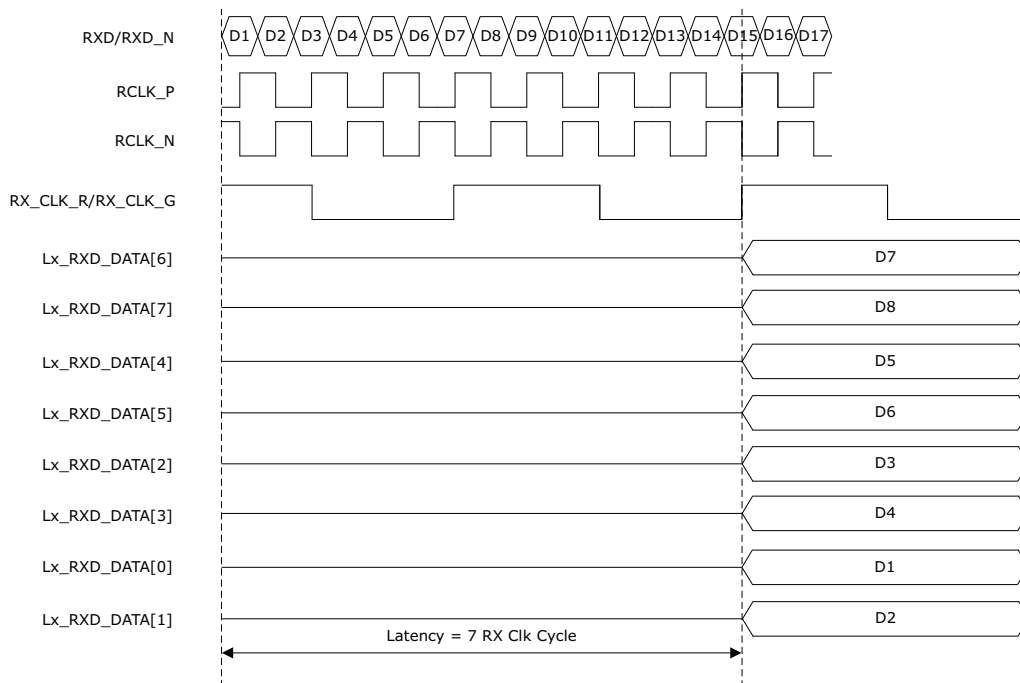 RXD/RXD_N D1 D2 D3 D4 D5 D6 D7 D8 D9 D10 D11 D12 D13 D14 D15 D16 D17
RCLK_P
RCLK_N
RX_CLK_R/RX_CLK_G
Lx_RXD_DATA[6] D7
Lx_RXD_DATA[7] D8
Lx_RXD_DATA[4] D5
Lx_RXD_DATA[5] D6
Lx_RXD_DATA[2] D3
Lx_RXD_DATA[3] D4
Lx_RXD_DATA[0] D1
Lx_RXD_DATA[1] D2
Latency = 7 RX Clk Cycle